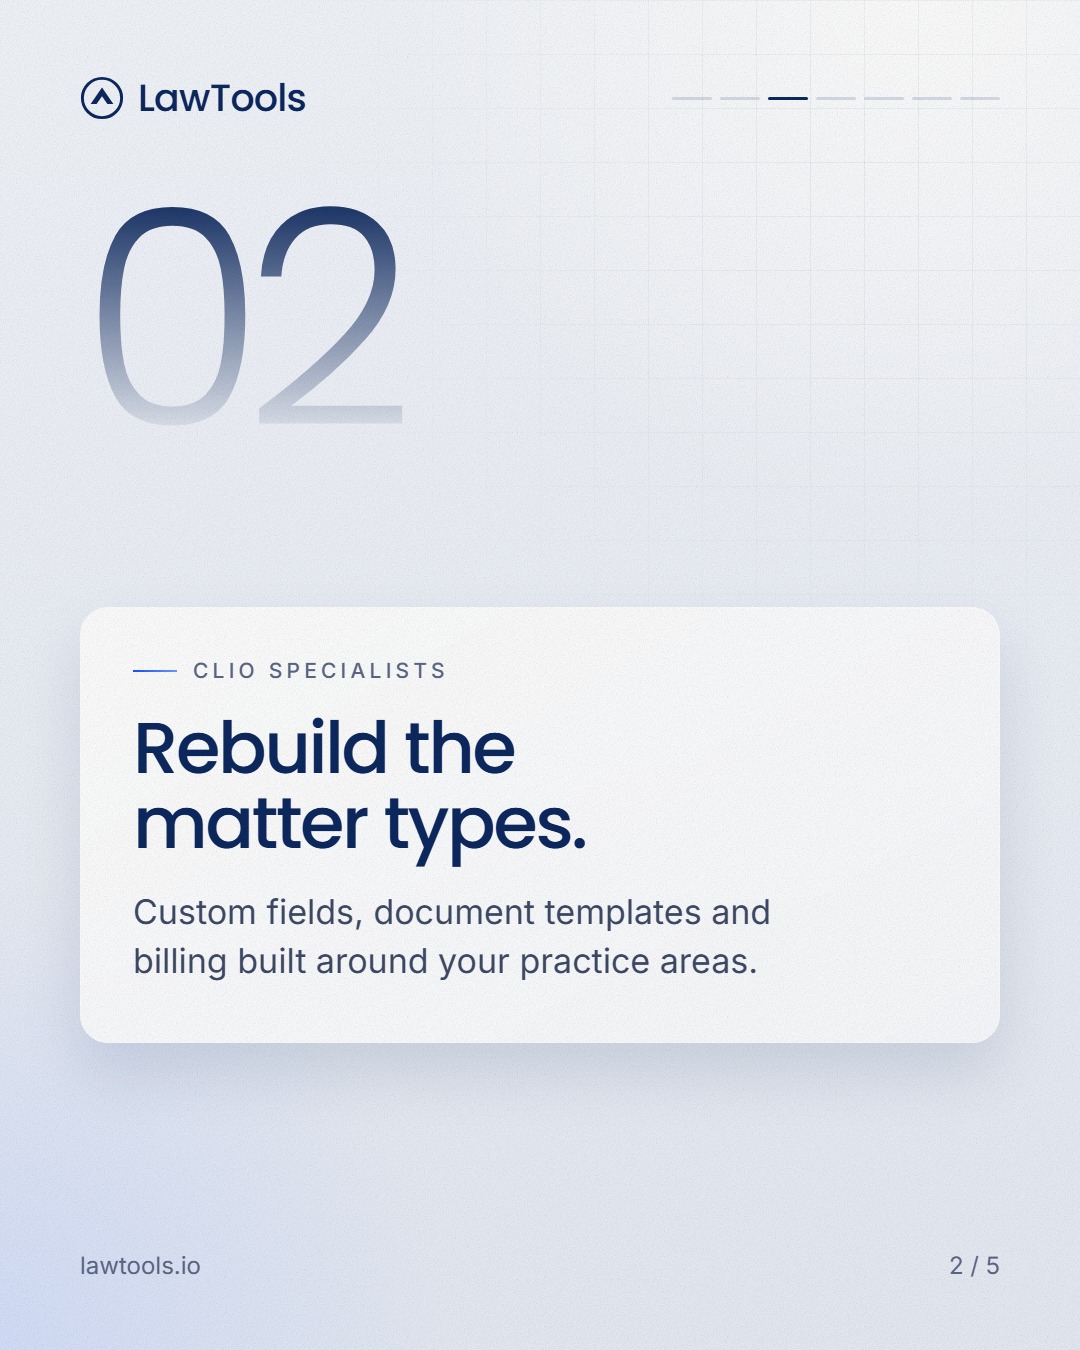 LawTools
02
CLIO SPECIALISTS
Rebuild the
matter types.
Custom fields, document templates and
billing built around your practice areas.
lawtools.io
2 / 5